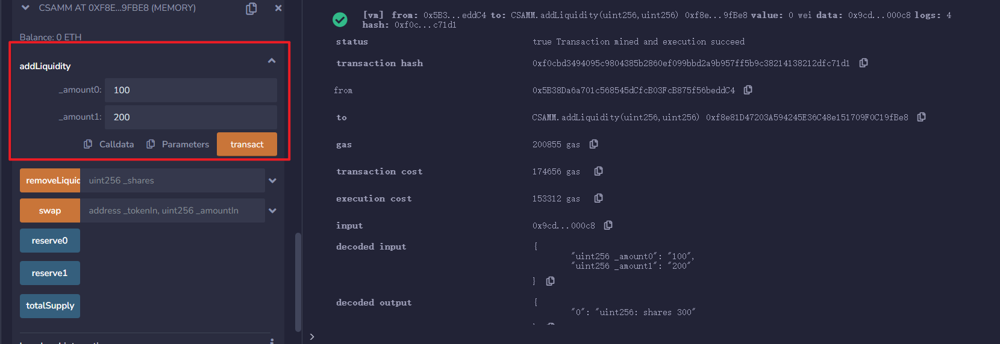 CSAMM AT 0XF8E...9FBE8 (MEMORY)
Balance: 0 ETH
addLiquidity
_amount0: 100
_amount1: 200
Calldata Parameters transact
removeLiquid uint256 _shares
swap address _tokenIn, uint256 _amountIn
reserve0
reserve1
totalSupply
[vm] from: 0x5B3...eddC4 to: CSAMM.addLiquidity(uint256,uint256) 0xf8e...9fBe8 value: 0 wei data: 0x9cd...000c8 logs: 4
hash: 0xf0c...c71d1
status true Transaction mined and execution succeed
transaction hash 0xf0cbd3494095c9804385b2860ef099bbd2a9b957ff5b9c38214138212dfc71d1
from 0x5B38Da6a701c568545dCfcB03FcB875f56beddC4
to CSAMM.addLiquidity(uint256,uint256) 0xf8e81D47203A594245E36C48e151709F0C19fBe8
gas 200855 gas
transaction cost 174656 gas
execution cost 153312 gas
input 0x9cd...000c8
decoded input {
"uint256 _amount0": "100",
"uint256 _amount1": "200"
}
decoded output {
"0": "uint256: shares 300"
}
>